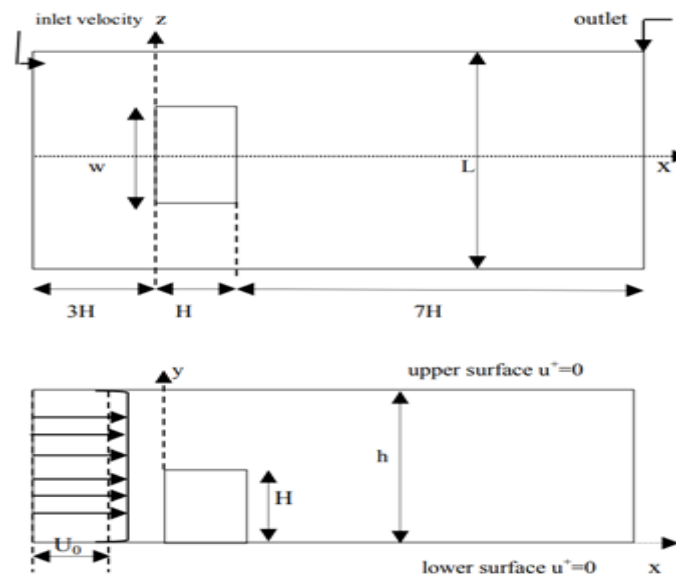 inlet velocity z outlet
w L x
3H H 7H
y upper surface u⁺=0
h
H
U₀
lower surface u⁺=0 x